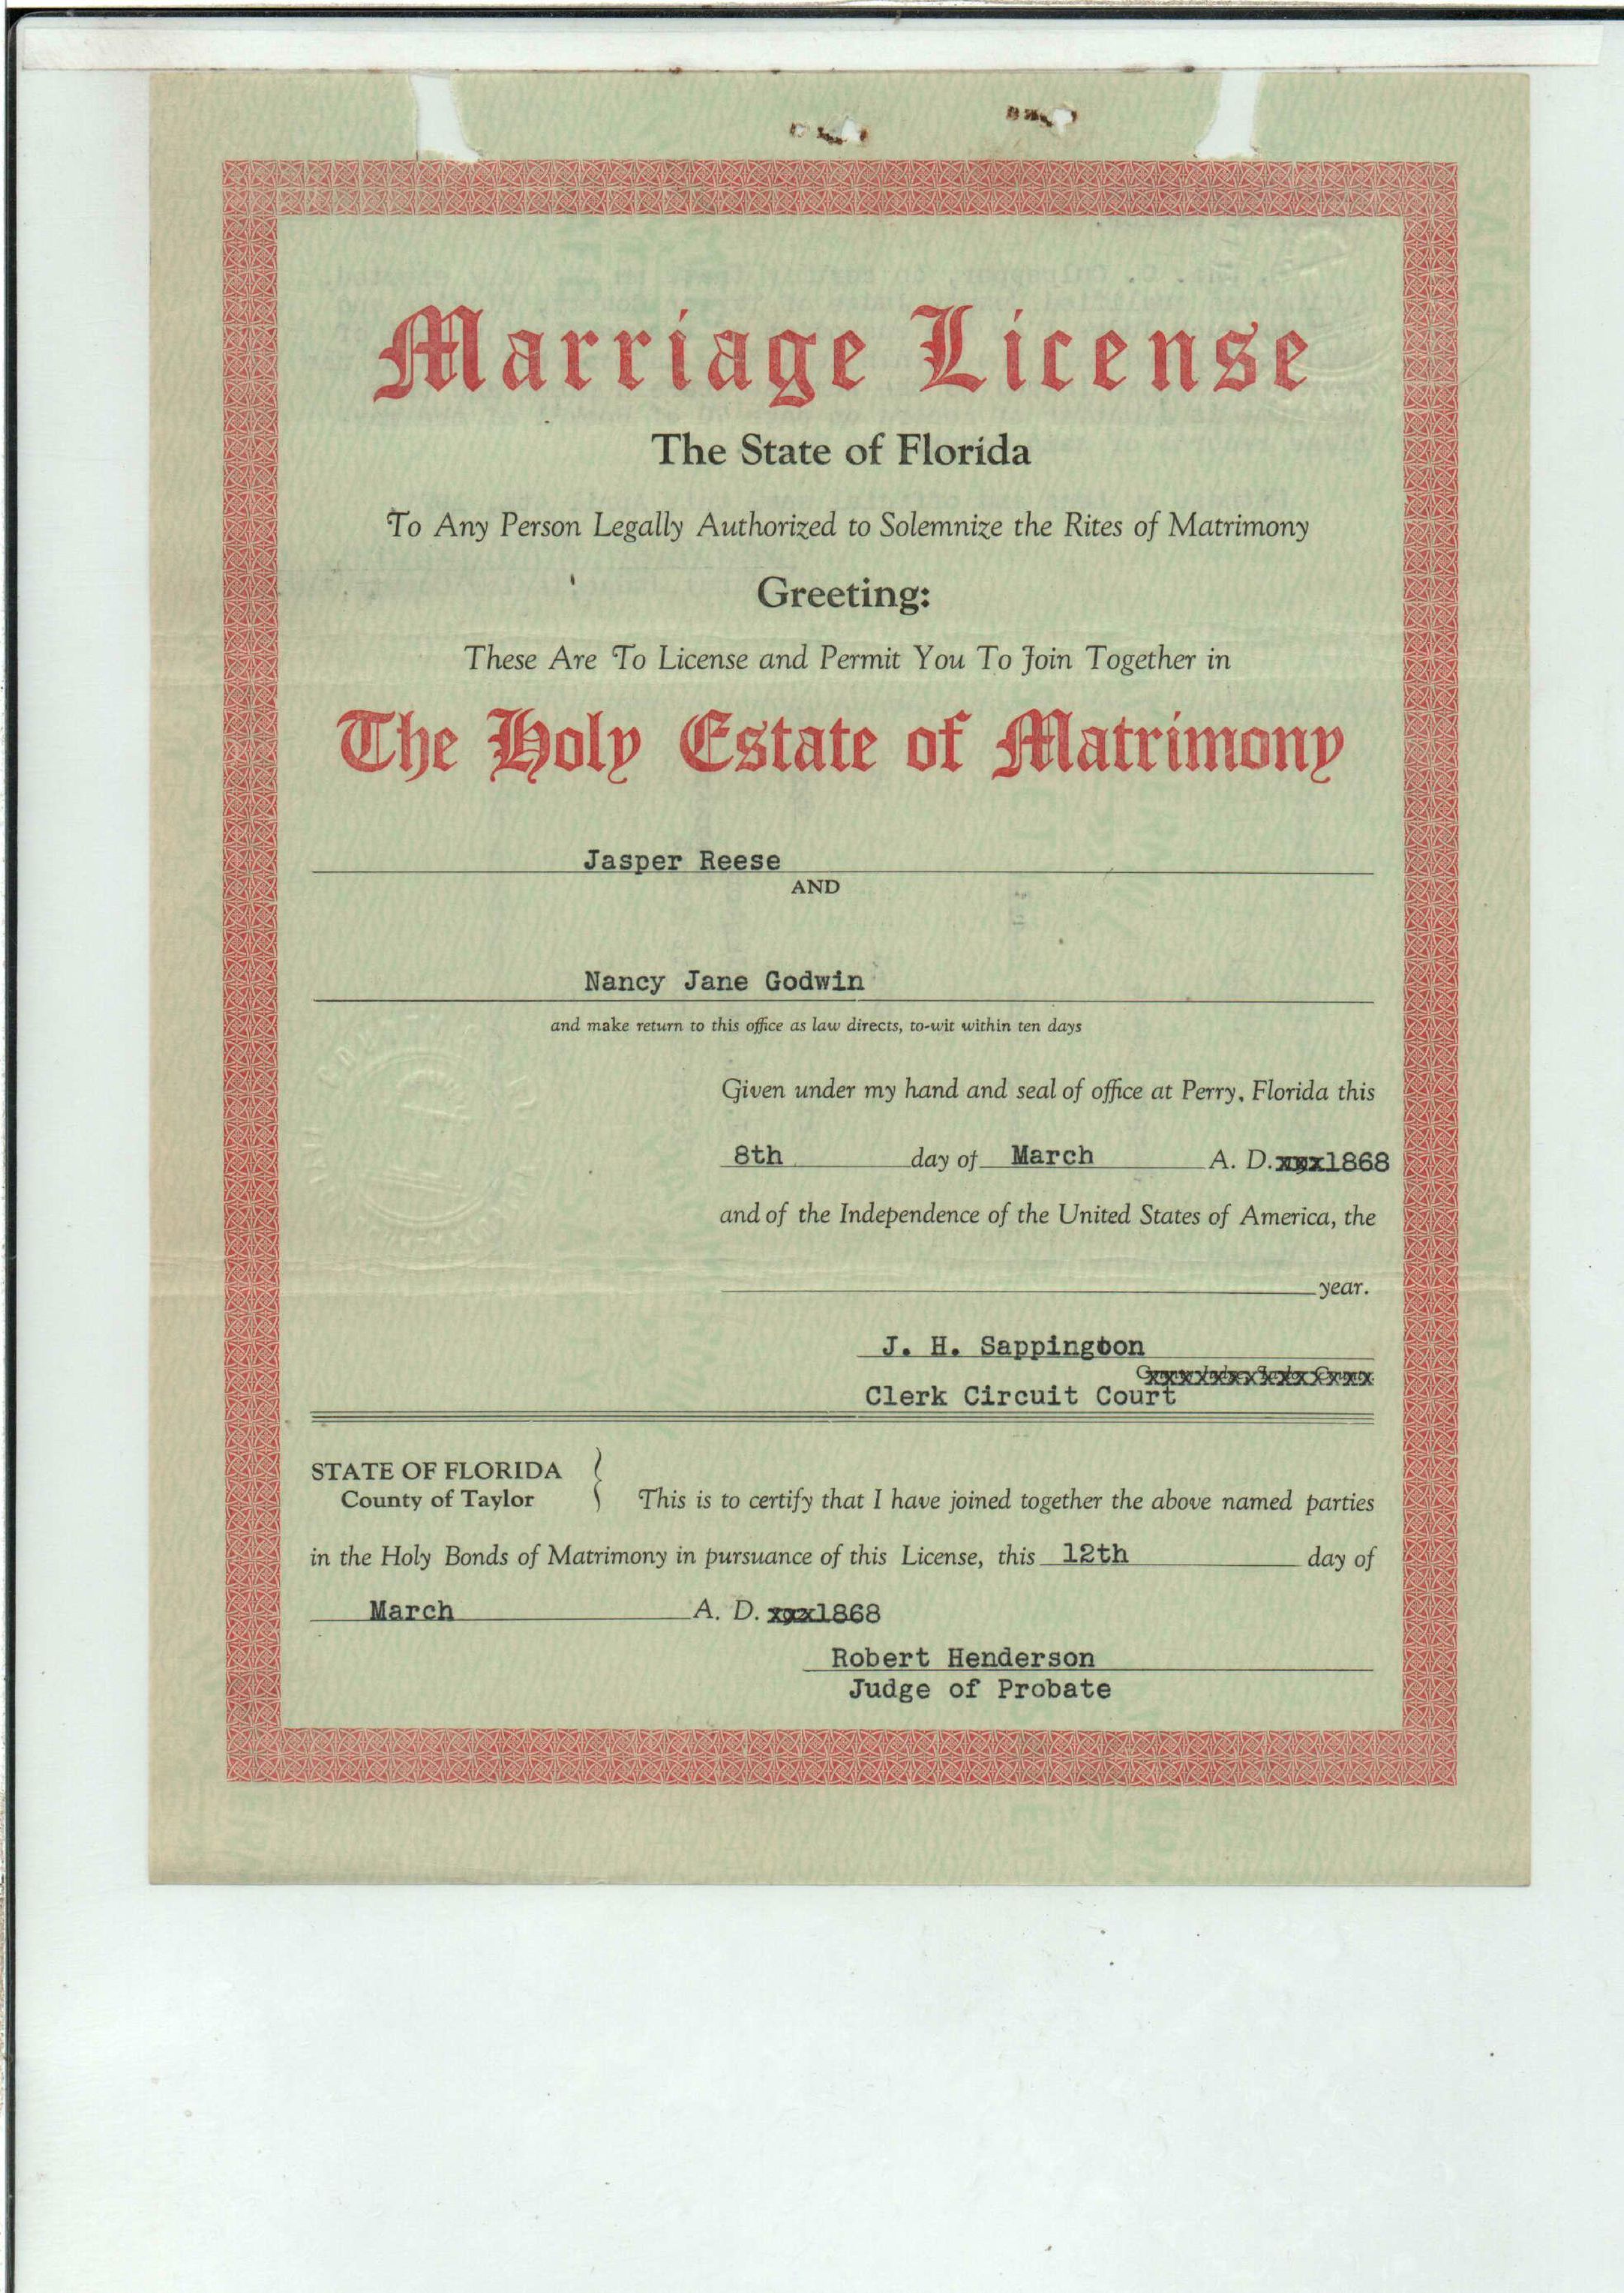 Marriage License
The State of Florida
To Any Person Legally Authorized to Solemnize the Rites of Matrimony
Greeting:
These Are To License and Permit You To Join Together in
The Holy Estate of Matrimony
Jasper Reese
AND
Nancy Jane Godwin
and make return to this office as law directs, to-wit within ten days
Given under my hand and seal of office at Perry, Florida this
8th day of March A. D. xxx1868
and of the Independence of the United States of America, the
year.
J. H. Sappington
Clerk Circuit Court
STATE OF FLORIDA
County of Taylor
This is to certify that I have joined together the above named parties
in the Holy Bonds of Matrimony in pursuance of this License, this 12th day of
March A. D. xxx1868
Robert Henderson
Judge of Probate